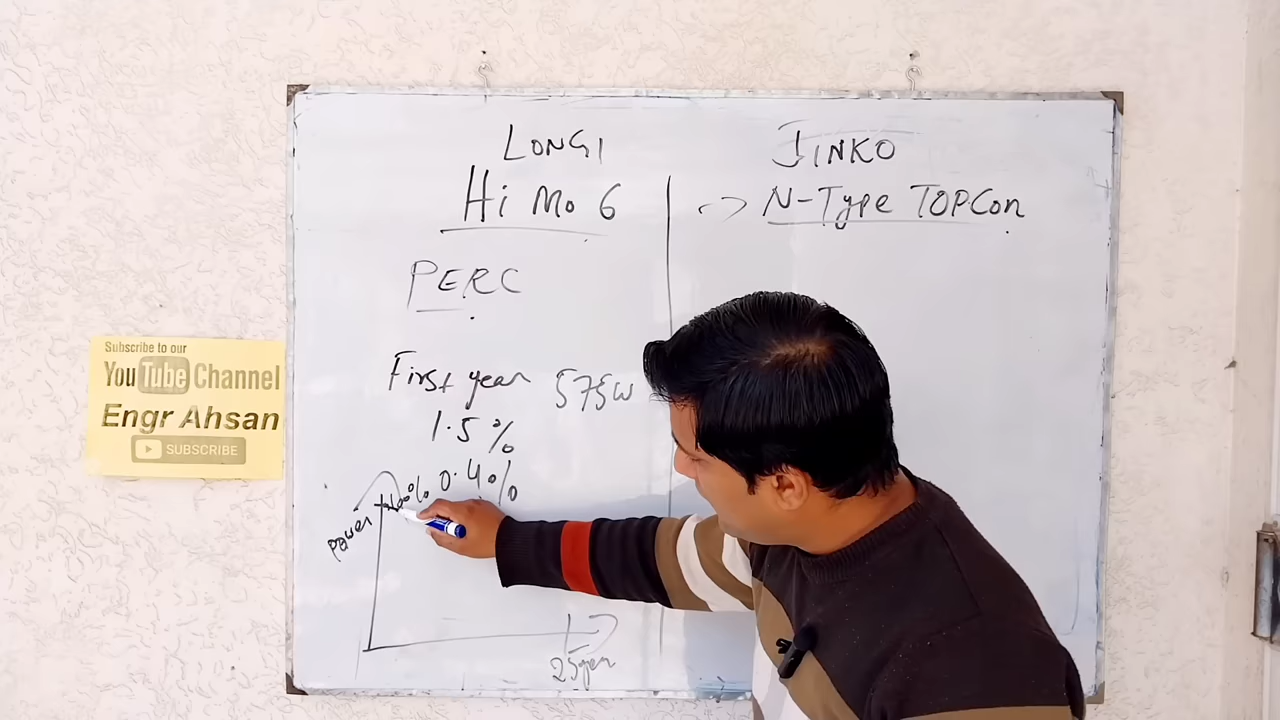 LONGI
Hi Mo 6
PERC
First year 575W
1.5%
0.4%
100%
Power
25year
JINKO
N-Type TOPCon
Subscribe to our
YouTube Channel
Engr Ahsan
SUBSCRIBE